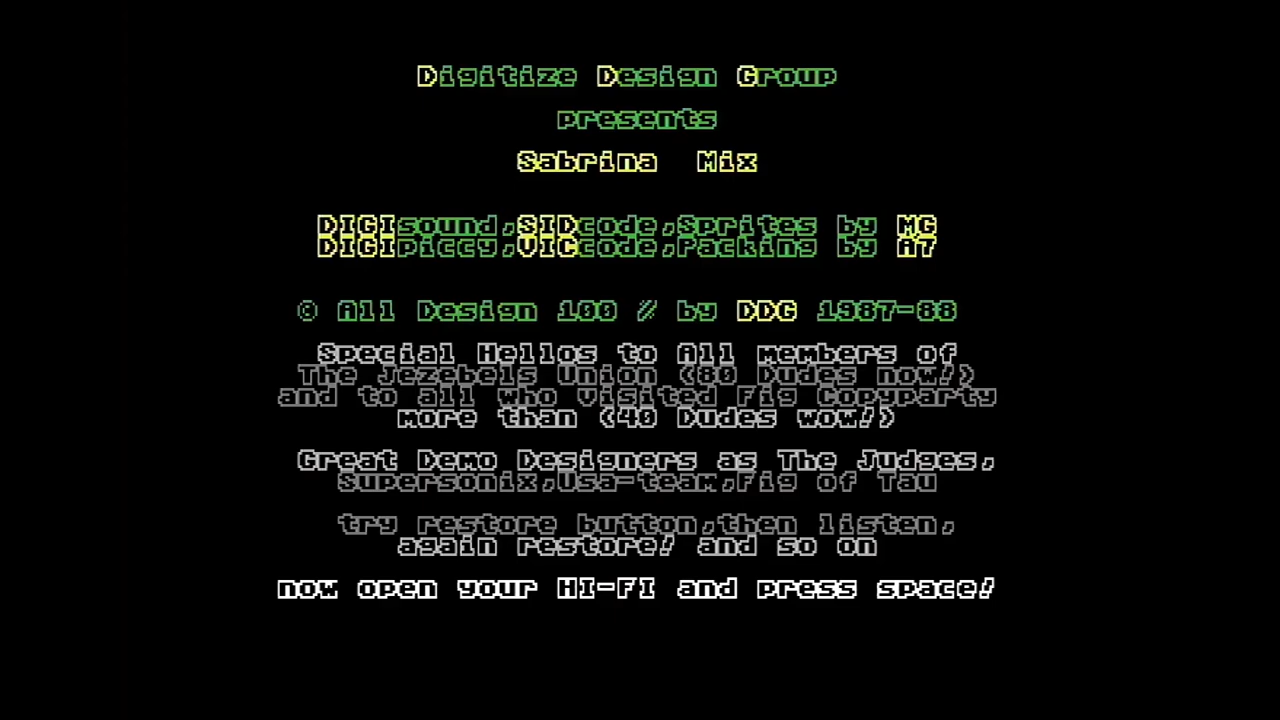 Digitize Design Group
presents
Sabrina Mix
DIGIsound,SIDcode,Sprites by MG
DIGIpiccy,VICcode,Packing by A7
© All Design 100 % by DDG 1987-88
Special Hellos to All members of
The Jezebels Union (80 Dudes now!)
and to all who visited Fig Copyparty
more than (40 Dudes wow!)
Great Demo Designers as The Judges,
Supersonix,Usa-team,Fig of Tau
try restore button,then listen,
again restore! and so on
now open your HI-FI and press space!